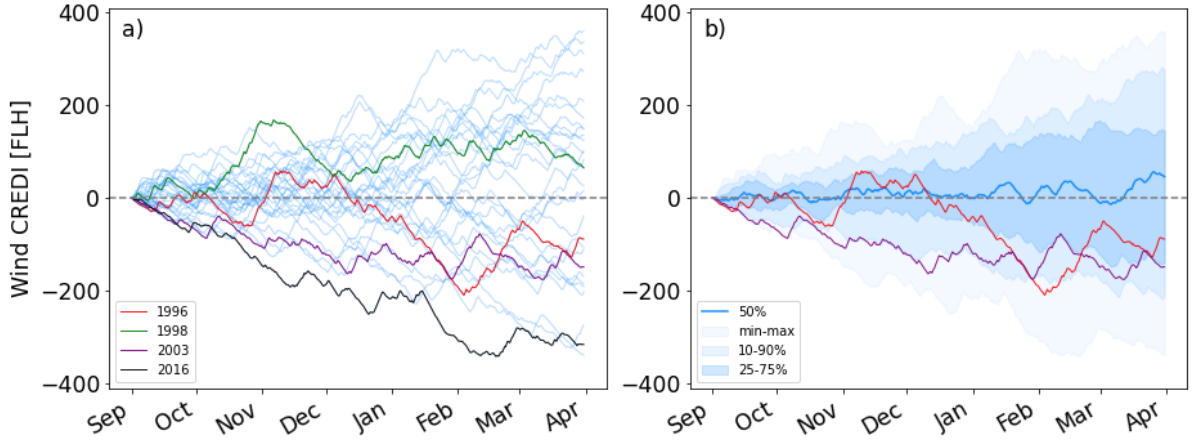 Wind CREDI [FLH]
a)
400
200
0
−200
−400
1996
1998
2003
2016
Sep Oct Nov Dec Jan Feb Mar Apr
b)
400
200
0
−200
−400
50%
min-max
10-90%
25-75%
Sep Oct Nov Dec Jan Feb Mar Apr